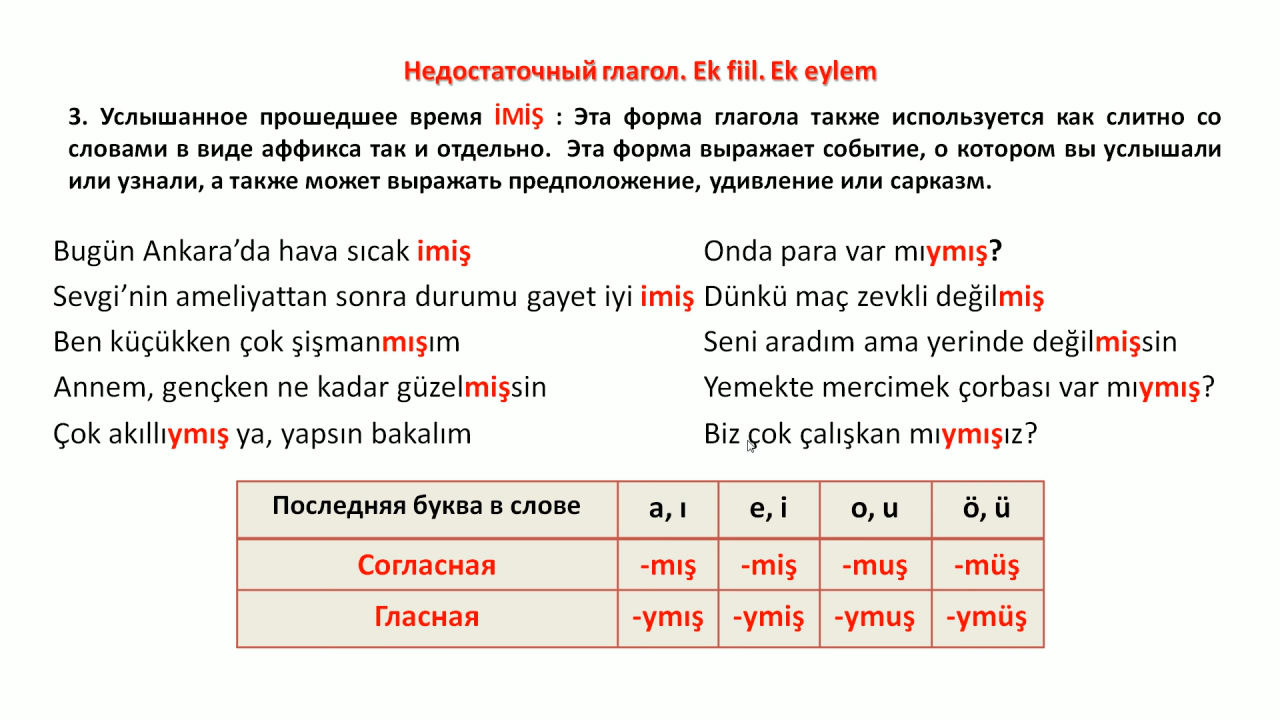 Недостаточный глагол. Ek fiil. Ek eylem
3. Услышанное прошедшее время İMİŞ : Эта форма глагола также используется как слитно со
словами в виде аффикса так и отдельно. Эта форма выражает событие, о котором вы услышали
или узнали, а также может выражать предположение, удивление или сарказм.
Bugün Ankara’da hava sıcak imiş
Sevgi’nin ameliyattan sonra durumu gayet iyi imiş
Ben küçükken çok şişmanmışım
Annem, gençken ne kadar güzelmişsin
Çok akıllıymış ya, yapsın bakalım
Onda para var mıymış?
Dünkü maç zevkli değilmiş
Seni aradım ama yerinde değilmişsin
Yemekte mercimek çorbası var mıymış?
Biz çok çalışkan mıymışız?
Последняя буква в слове a, ı e, i o, u ö, ü
Согласная -mış -miş -muş -müş
Гласная -ymış -ymiş -ymuş -ymüş